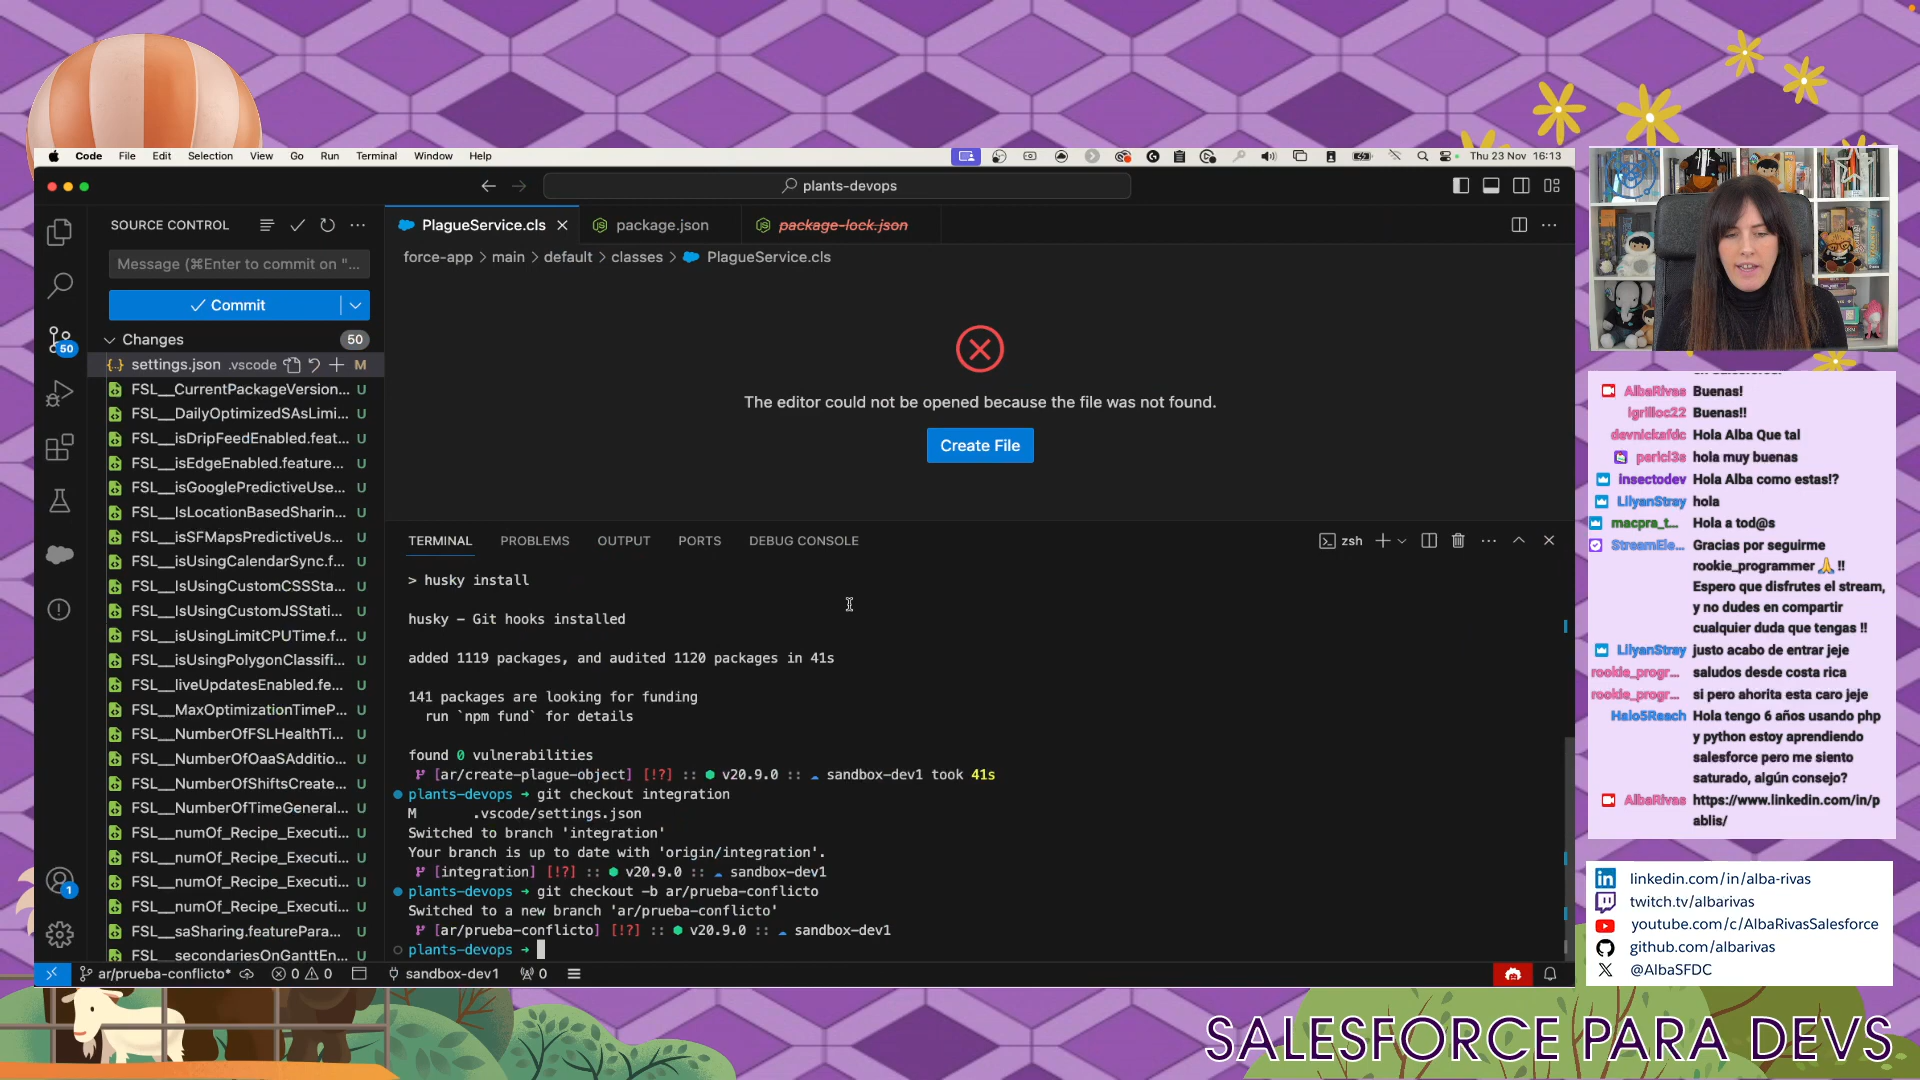 Code File Edit Selection View Go Run Terminal Window Help
Thu 23 Nov 16:13
plants-devops
SOURCE CONTROL
Message (⌘Enter to commit on "...
Commit
Changes 50
settings.json .vscode M
FSL__CurrentPackageVersion... U
FSL__DailyOptimizedSAsLimi... U
FSL__isDripFeedEnabled.feat... U
FSL__isEdgeEnabled.feature... U
FSL__isGooglePredictiveUse... U
FSL__IsLocationBasedSharin... U
FSL__isSFMapsPredictiveUs... U
FSL__isUsingCalendarSync.f... U
FSL__IsUsingCustomCSSSta... U
FSL__IsUsingCustomJSStati... U
FSL__isUsingLimitCPUTime.f... U
FSL__isUsingPolygonClassifi... U
FSL__liveUpdatesEnabled.fe... U
FSL__MaxOptimizationTimeP... U
FSL__NumberOfFSLHealthTi... U
FSL__NumberOfOaaSAdditio... U
FSL__NumberOfShiftsCreate... U
FSL__NumberOfTimeGeneral... U
FSL__numOf_Recipe_Executi... U
FSL__numOf_Recipe_Executi... U
FSL__numOf_Recipe_Executi... U
FSL__numOf_Recipe_Executi... U
FSL__saSharing.featurePara... U
FSL__secondariesOnGanttEn... U
50
1
PlagueService.cls package.json package-lock.json
force-app > main > default > classes > PlagueService.cls
The editor could not be opened because the file was not found.
Create File
TERMINAL PROBLEMS OUTPUT PORTS DEBUG CONSOLE
zsh
> husky install
husky – Git hooks installed
added 1119 packages, and audited 1120 packages in 41s
141 packages are looking for funding
run `npm fund` for details
found 0 vulnerabilities
[ar/create-plague-object] [!?] :: v20.9.0 :: sandbox-dev1 took 41s
plants-devops → git checkout integration
M .vscode/settings.json
Switched to branch 'integration'
Your branch is up to date with 'origin/integration'.
[integration] [!?] :: v20.9.0 :: sandbox-dev1
plants-devops → git checkout -b ar/prueba-conflicto
Switched to a new branch 'ar/prueba-conflicto'
[ar/prueba-conflicto] [!?] :: v20.9.0 :: sandbox-dev1
plants-devops →
ar/prueba-conflicto* 0 0 sandbox-dev1 0
AlbaRivas Buenas!
igrilloc22 Buenas!!
devnickafdc Hola Alba Que tal
parici3s hola muy buenas
insectodev Hola Alba como estas!?
LilyanStray hola
macpra_t... Hola a tod@s
StreamEle... Gracias por seguirme
rookie_programmer 🙏 !!
Espero que disfrutes el stream,
y no dudes en compartir
cualquier duda que tengas !!
LilyanStray justo acabo de entrar jeje
rookie_progr... saludos desde costa rica
rookie_progr... si pero ahorita esta caro jeje
Halo5Reach Hola tengo 6 años usando php
y python estoy aprendiendo
salesforce pero me siento
saturado, algún consejo?
AlbaRivas https://www.linkedin.com/in/p
ablis/
linkedin.com/in/alba-rivas
twitch.tv/albarivas
youtube.com/c/AlbaRivasSalesforce
github.com/albarivas
@AlbaSFDC
SALESFORCE PARA DEVS